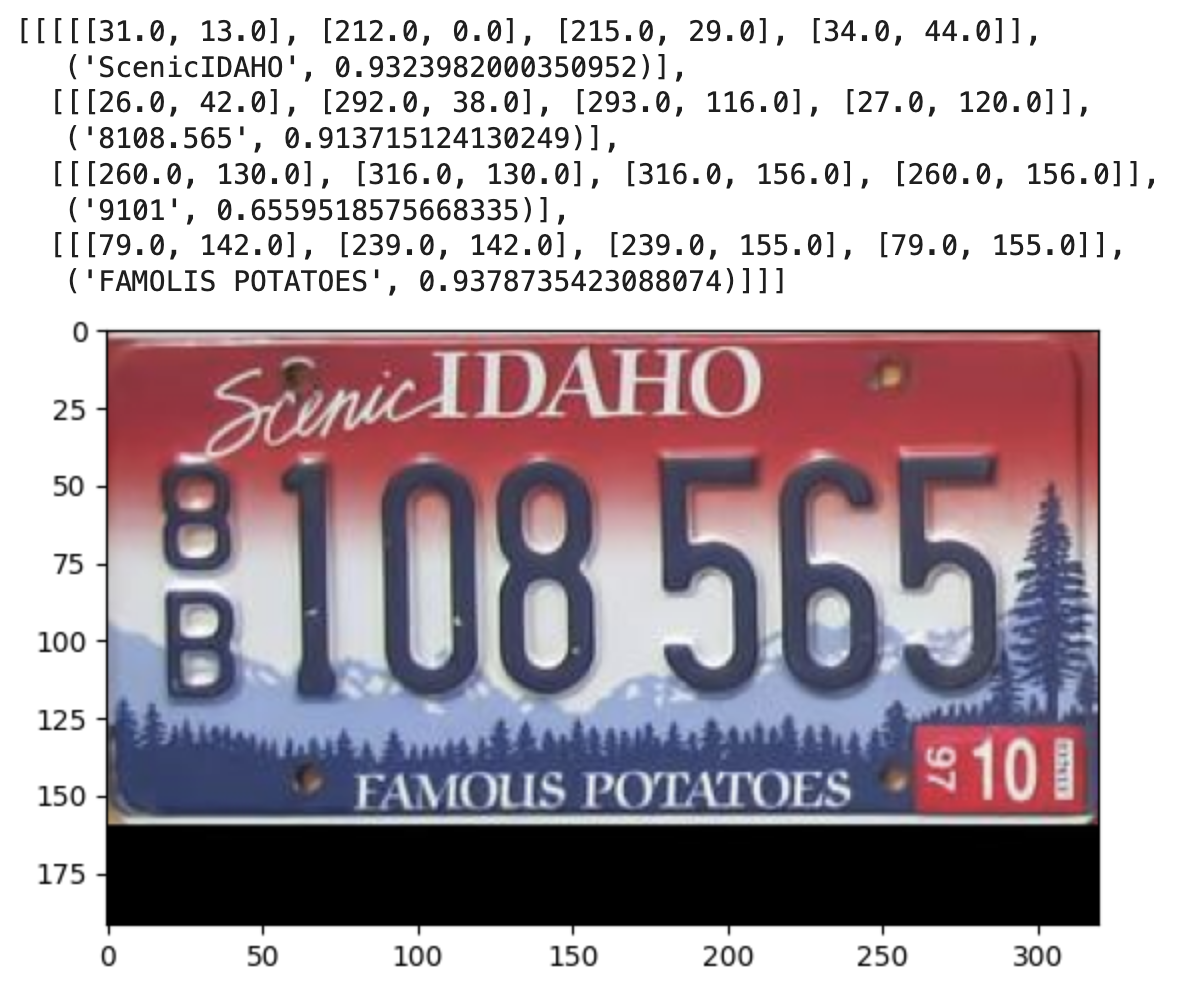 [[[[[31.0, 13.0], [212.0, 0.0], [215.0, 29.0], [34.0, 44.0]],
('ScenicIDAHO', 0.9323982000350952)],
[[[26.0, 42.0], [292.0, 38.0], [293.0, 116.0], [27.0, 120.0]],
('8108.565', 0.913715124130249)],
[[[260.0, 130.0], [316.0, 130.0], [316.0, 156.0], [260.0, 156.0]],
('9101', 0.6559518575668335)],
[[[79.0, 142.0], [239.0, 142.0], [239.0, 155.0], [79.0, 155.0]],
('FAMOLIS POTATOES', 0.9378735423088074)]]]
0
25
50
75
100
125
150
175
Scenic IDAHO
8B 108 565
97 10
FAMOUS POTATOES
0 50 100 150 200 250 300